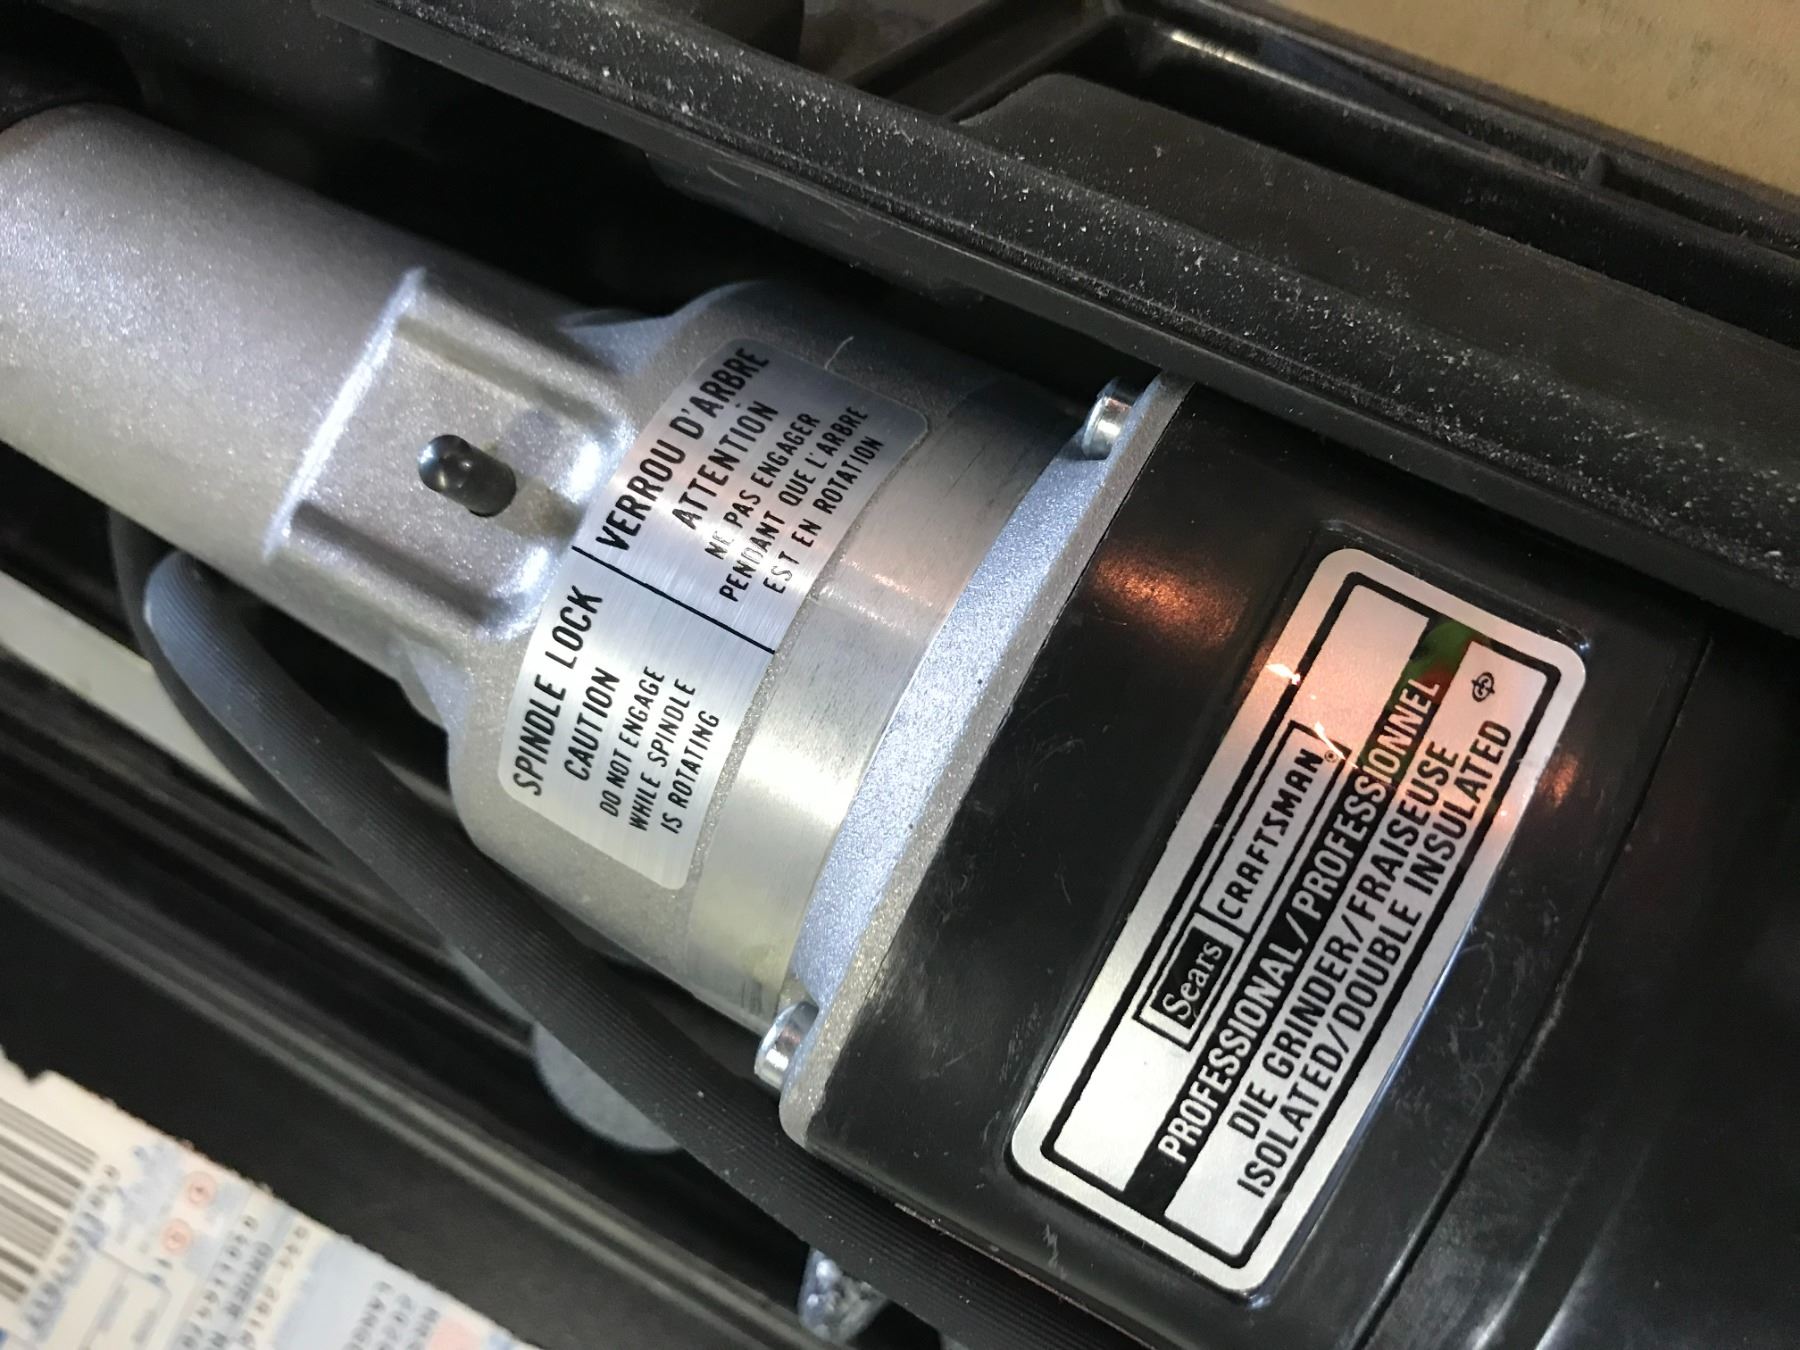 VERROU D'ARBRE
ATTENTION
NE PAS ENGAGER
PENDANT QUE L'ARBRE
EST EN ROTATION
SPINDLE LOCK
CAUTION
DO NOT ENGAGE
WHILE SPINDLE
IS ROTATING
Sears CRAFTSMAN®
PROFESSIONAL/PROFESSIONNEL
DIE GRINDER/FRAISEUSE
ISOLATED/DOUBLE INSULATED